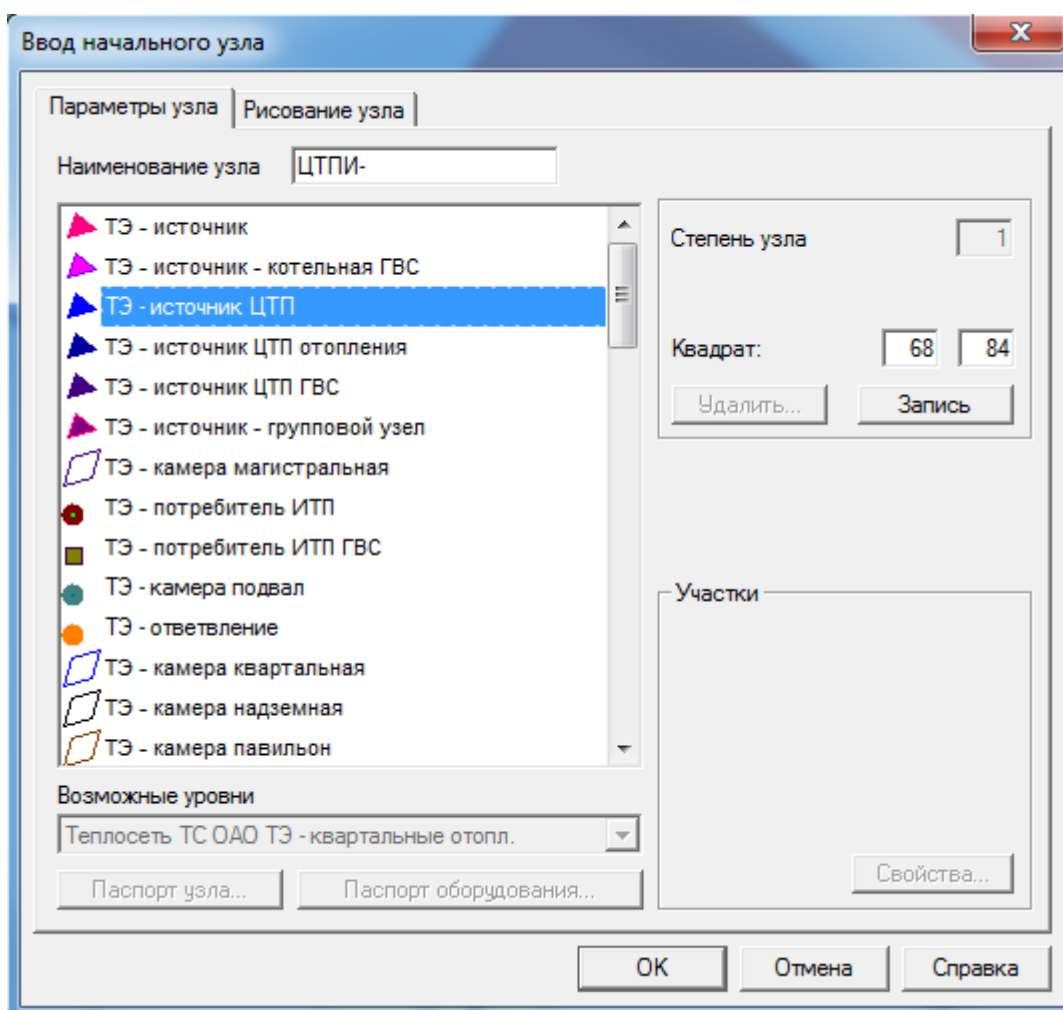 Ввод начального узла
Параметры узла
Рисование узла
Наименование узла ЦТПИ-
ТЭ - источник
ТЭ - источник - котельная ГВС
ТЭ - источник ЦТП
ТЭ - источник ЦТП отопления
ТЭ - источник ЦТП ГВС
ТЭ - источник - групповой узел
ТЭ - камера магистральная
ТЭ - потребитель ИТП
ТЭ - потребитель ИТП ГВС
ТЭ - камера подвал
ТЭ - ответвление
ТЭ - камера квартальная
ТЭ - камера надземная
ТЭ - камера павильон
Возможные уровни
Теплосеть ТС ОАО ТЭ - квартальные отопл.
Паспорт узла...
Паспорт оборудования...
Степень узла 1
Квадрат: 68 84
Удалить...
Запись
Участки
Свойства...
OK
Отмена
Справка